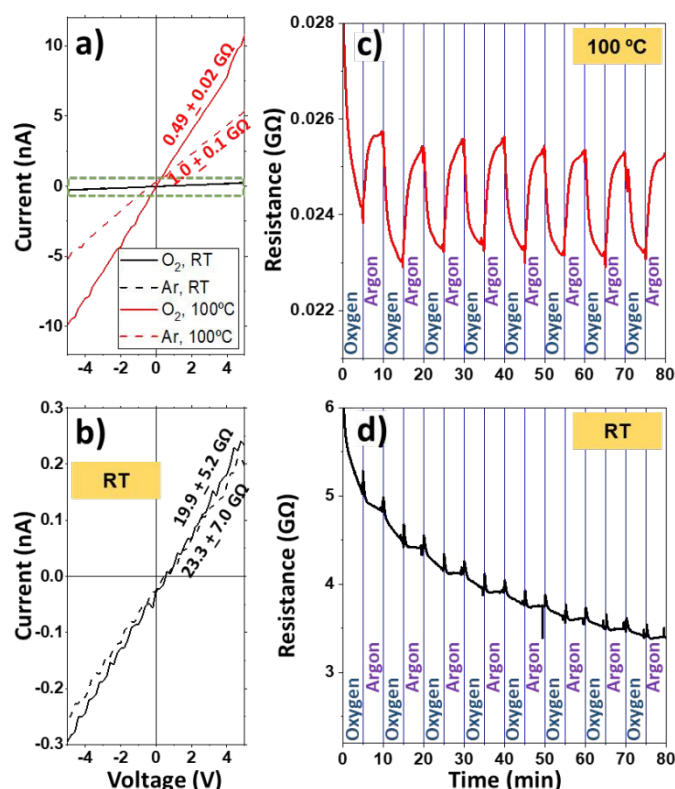 a)
Current (nA)
10
5
0
-5
-10
0.49 ± 0.02 GΩ
1.0 ± 0.1 GΩ
O2, RT
Ar, RT
O2, 100ºC
Ar, 100ºC
-4 -2 0 2 4
b)
RT
Current (nA)
0.3
0.2
0.1
0.0
-0.1
-0.2
-0.3
19.9 ± 5.2 GΩ
23.3 ± 7.0 GΩ
-4 -2 0 2 4
Voltage (V)
c)
100 ºC
Resistance (GΩ)
0.028
0.026
0.024
0.022
Oxygen Argon Oxygen Argon Oxygen Argon Oxygen Argon Oxygen Argon Oxygen Argon Oxygen Argon Oxygen Argon
0 10 20 30 40 50 60 70 80
d)
RT
Resistance (GΩ)
6
5
4
3
Oxygen Argon Oxygen Argon Oxygen Argon Oxygen Argon Oxygen Argon Oxygen Argon Oxygen Argon Oxygen Argon
0 10 20 30 40 50 60 70 80
Time (min)